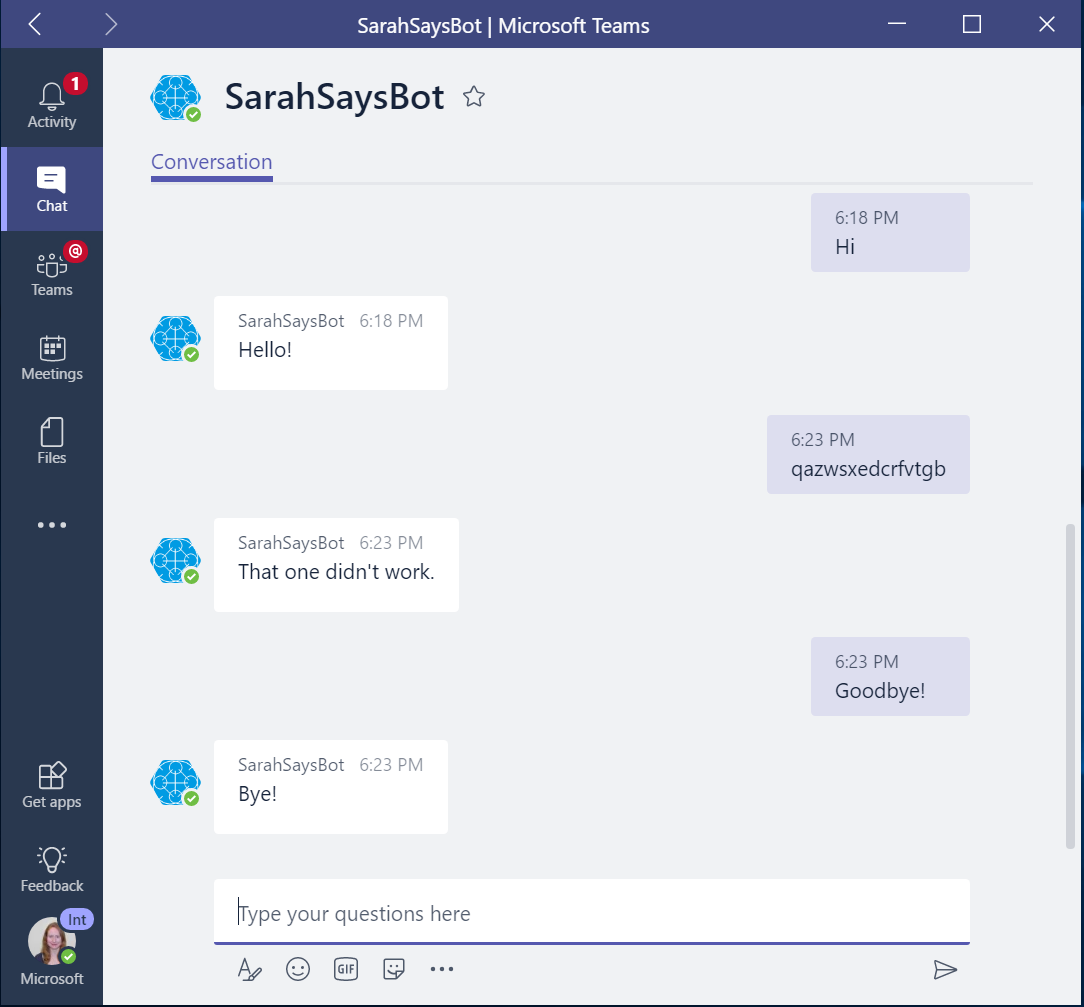 SarahSaysBot | Microsoft Teams
1
Activity
Chat
@
Teams
Meetings
Files
Get apps
Feedback
Int
Microsoft
SarahSaysBot
Conversation
6:18 PM
Hi
SarahSaysBot 6:18 PM
Hello!
6:23 PM
qazwsxedcrfvtgb
SarahSaysBot 6:23 PM
That one didn't work.
6:23 PM
Goodbye!
SarahSaysBot 6:23 PM
Bye!
Type your questions here
GIF